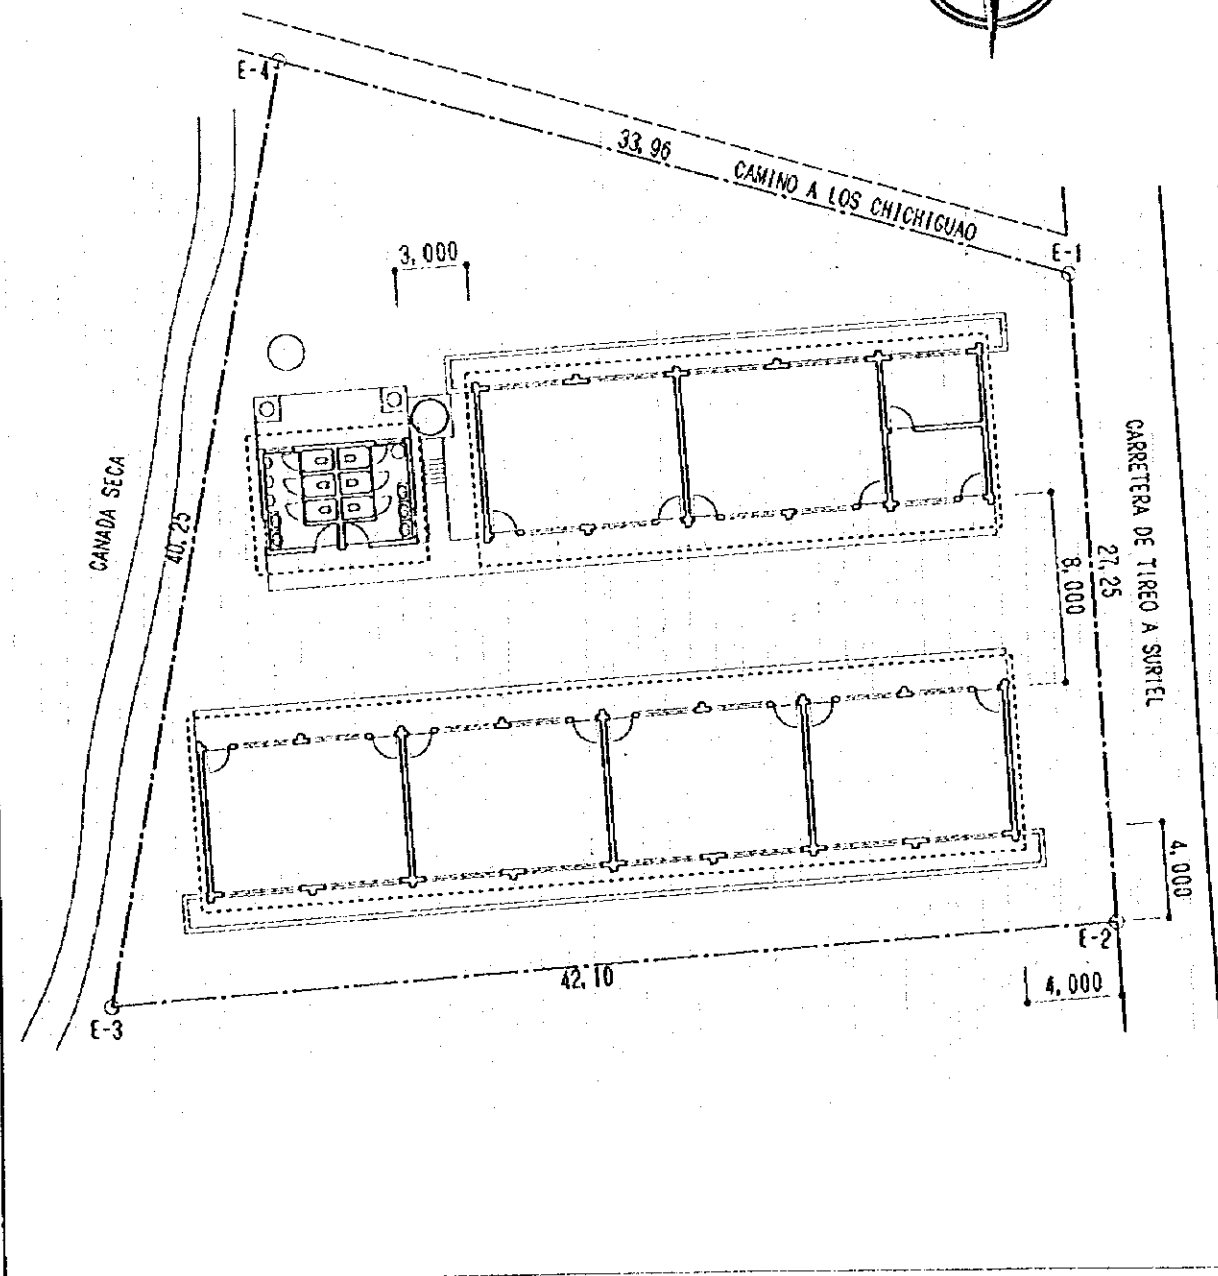 E-4
33,96
CAMINO A LOS CHICHIGUAO
E-1
3,000
CANADA SECA
40,25
CARRETERA DE TIREO A SURIEL
27,25
8,000
4,000
E-2
42,10
4,000
E-3